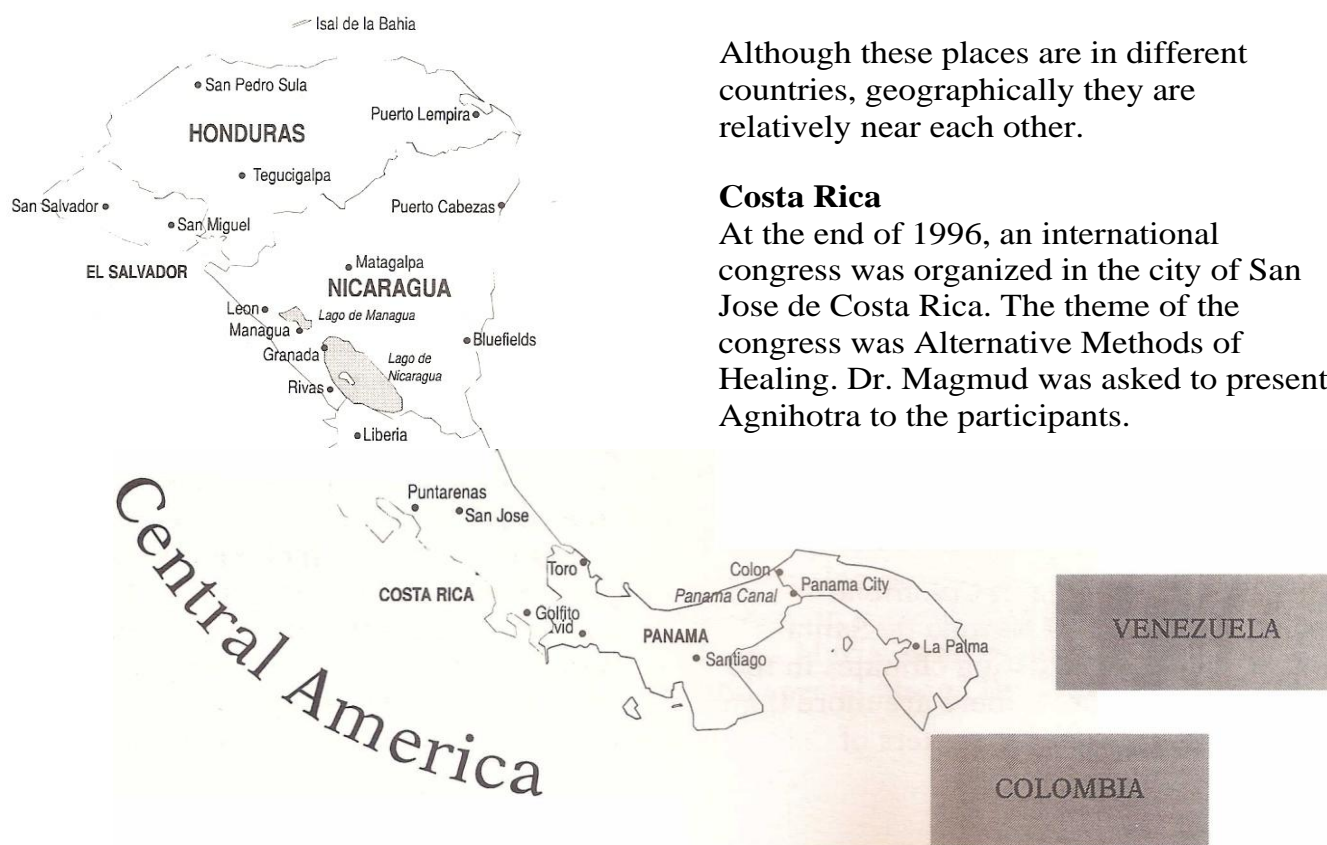 Isal de la Bahia
San Pedro Sula
Puerto Lempira
HONDURAS
Tegucigalpa
San Salvador
San Miguel
Puerto Cabezas
EL SALVADOR
Matagalpa
NICARAGUA
Leon
Lago de Managua
Managua
Bluefields
Granada
Lago de
Nicaragua
Rivas
Liberia
Puntarenas
San Jose
Toro
Colon
Panama City
Panama Canal
COSTA RICA
Golfito
vid
PANAMA
Santiago
La Palma
Central America
Although these places are in different
countries, geographically they are
relatively near each other.
Costa Rica
At the end of 1996, an international
congress was organized in the city of San
Jose de Costa Rica. The theme of the
congress was Alternative Methods of
Healing. Dr. Magmud was asked to present
Agnihotra to the participants.
VENEZUELA
COLOMBIA